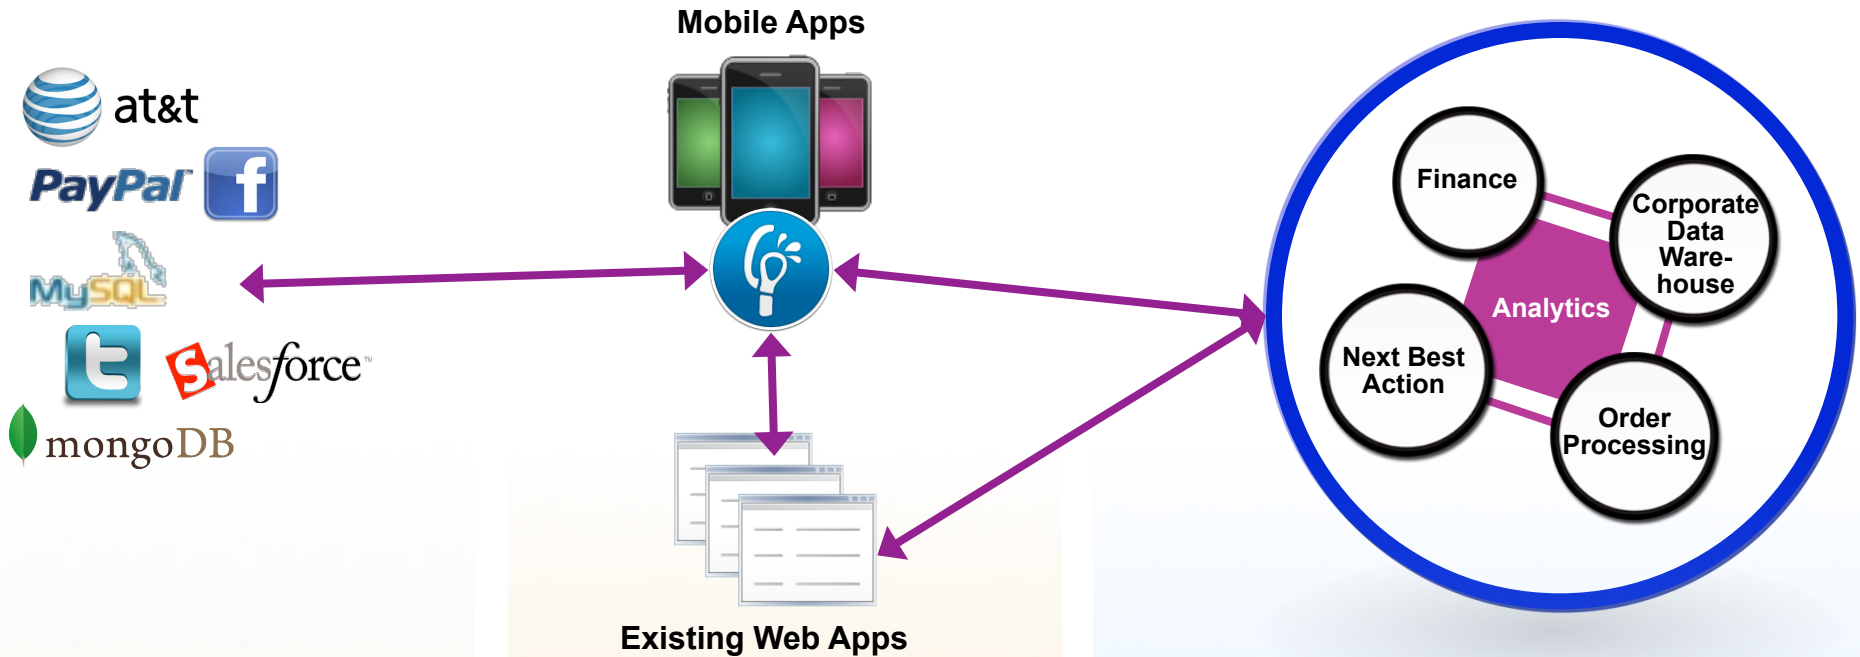 Mobile Apps
at&t
PayPal
f
MySQL
t
Salesforce™
mongoDB
Existing Web Apps
Finance
Corporate
Data
Ware-
house
Analytics
Next Best
Action
Order
Processing